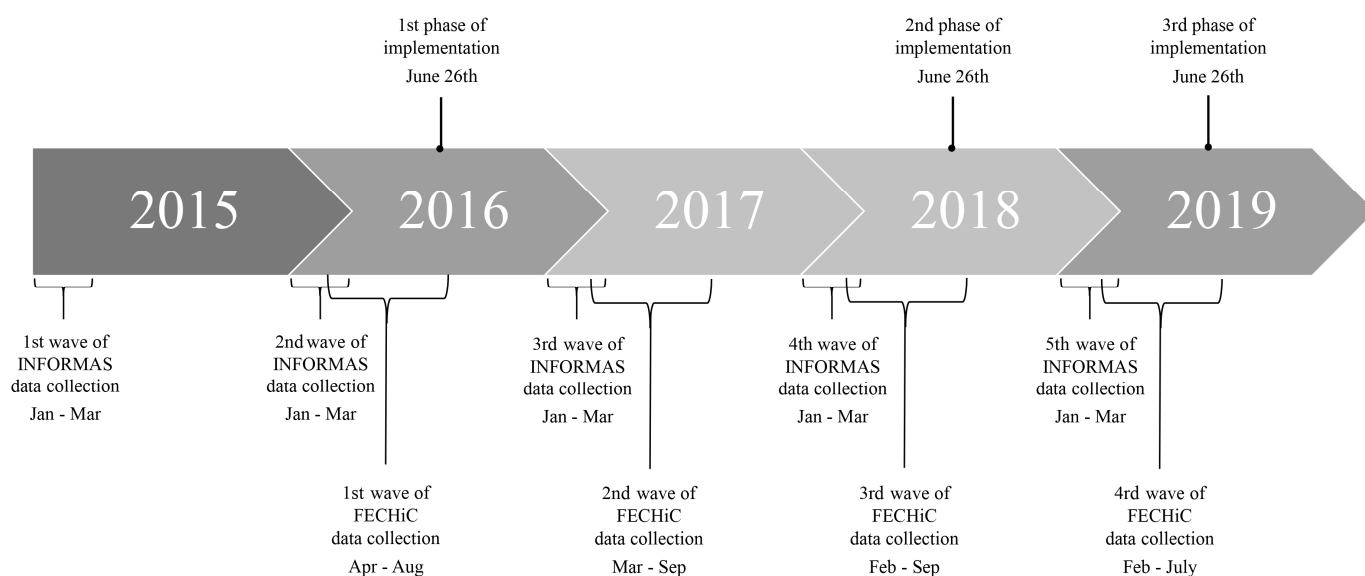 1st phase of
implementation
June 26th
2nd phase of
implementation
June 26th
3rd phase of
implementation
June 26th
2015
2016
2017
2018
2019
1st wave of
INFORMAS
data collection
Jan - Mar
2nd wave of
INFORMAS
data collection
Jan - Mar
3rd wave of
INFORMAS
data collection
Jan - Mar
4th wave of
INFORMAS
data collection
Jan - Mar
5th wave of
INFORMAS
data collection
Jan - Mar
1st wave of
FECHiC
data collection
Apr - Aug
2nd wave of
FECHiC
data collection
Mar - Sep
3rd wave of
FECHiC
data collection
Feb - Sep
4rd wave of
FECHiC
data collection
Feb - July